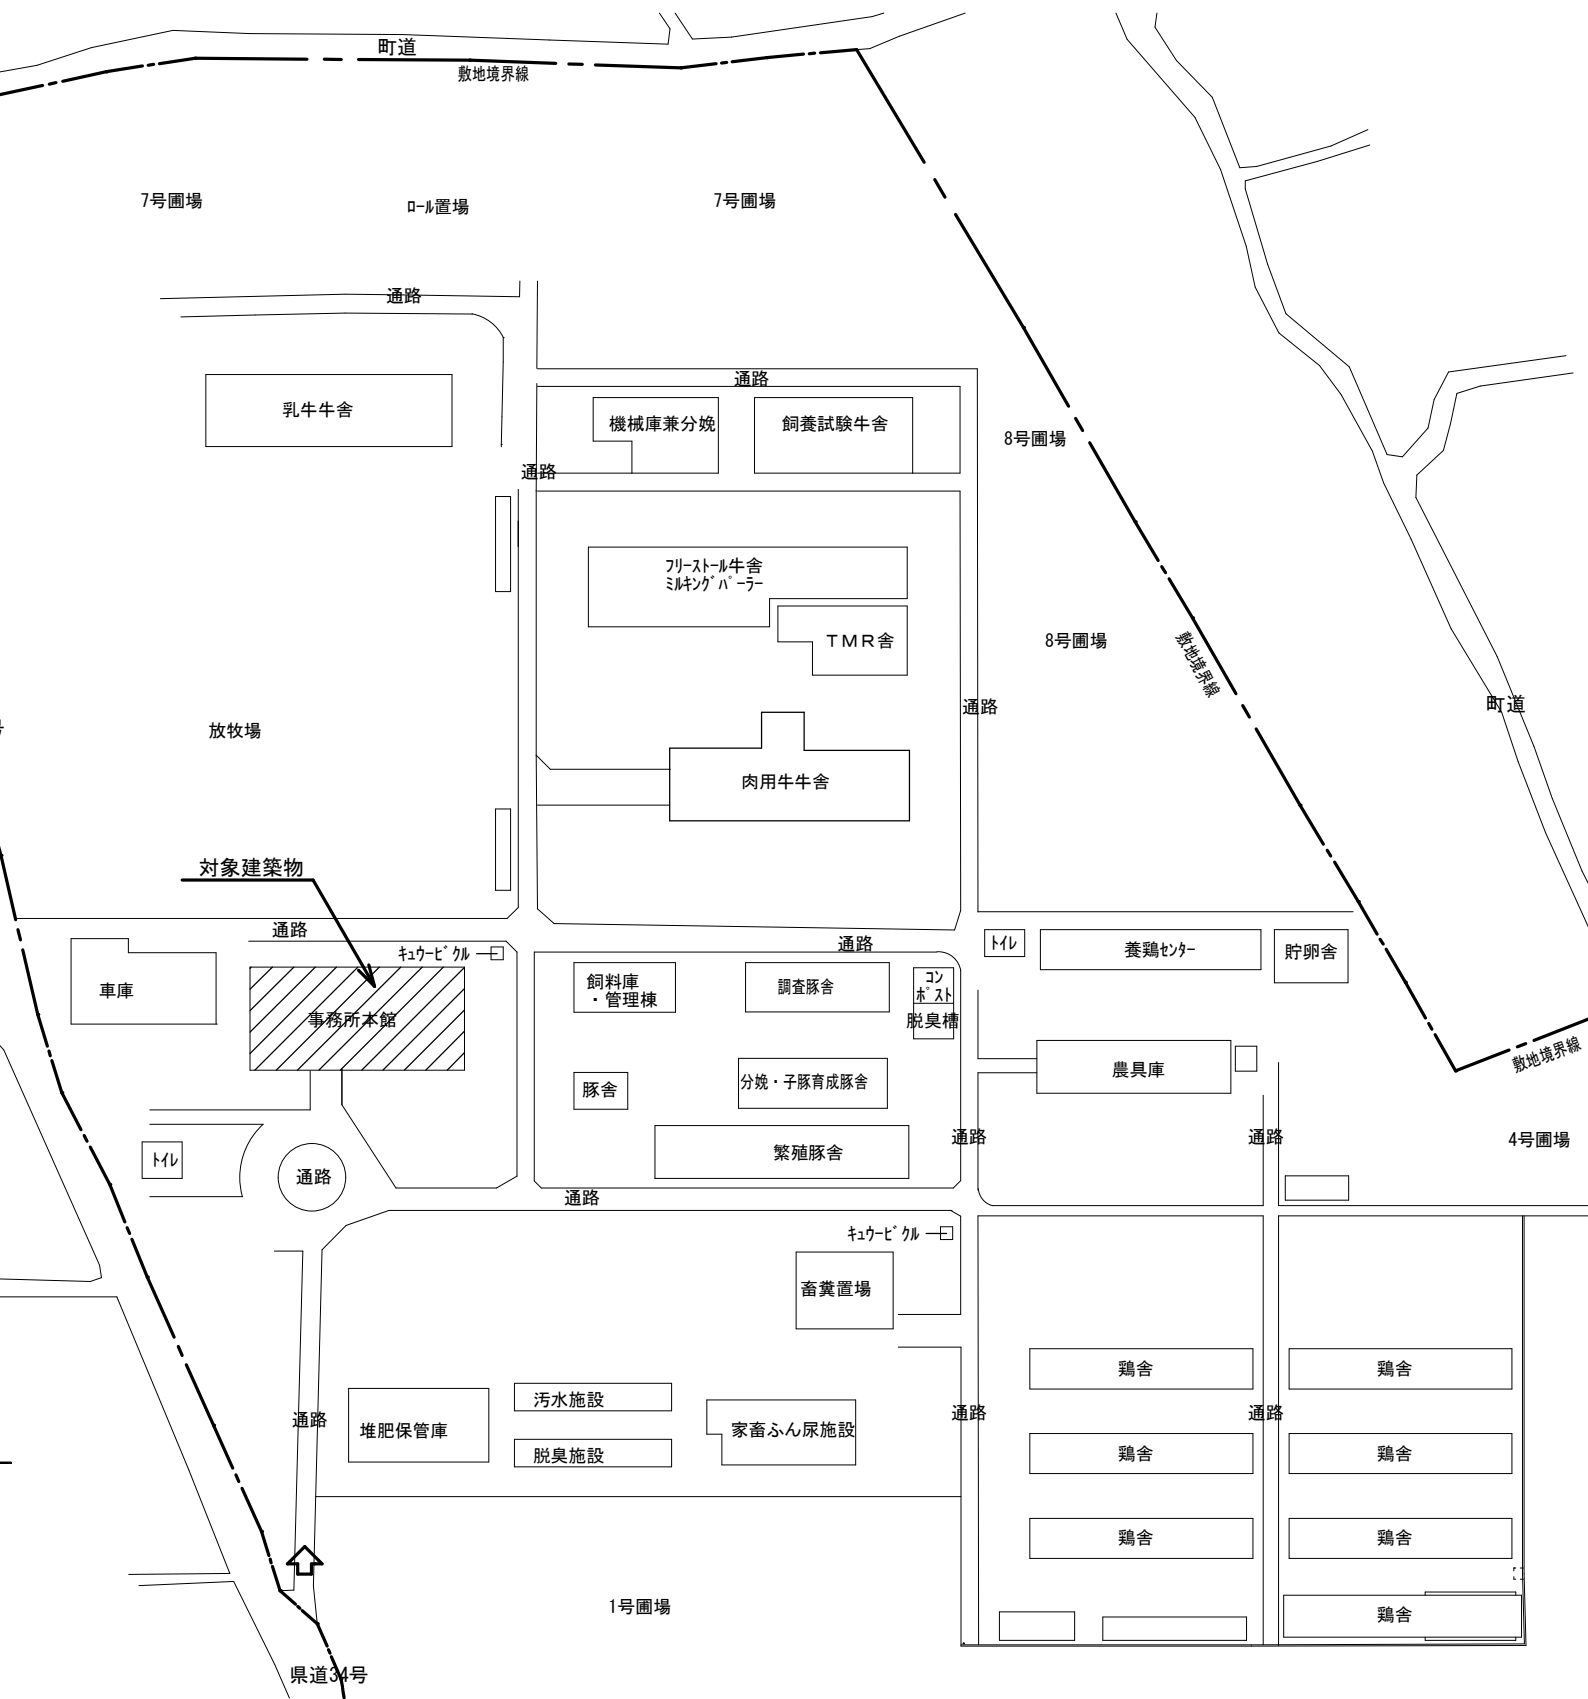 町道
敷地境界線
7号圃場
ﾛｰﾙ置場
7号圃場
通路
通路
乳牛牛舎
機械庫兼分娩
飼養試験牛舎
8号圃場
通路
ﾌﾘｰｽﾄｰﾙ牛舎
ﾐﾙｷﾝｸﾞﾊﾟｰﾗｰ
TMR舎
8号圃場
敷地境界線
通路
町道
号
放牧場
肉用牛牛舎
対象建築物
通路
ｷｭｳｰﾋﾞｸﾙ
通路
ﾄｲﾚ
養鶏ｾﾝﾀｰ
貯卵舎
車庫
事務所本館
飼料庫
・管理棟
調査豚舎
ｺﾝ
ﾎﾟｽﾄ
脱臭槽
敷地境界線
農具庫
豚舎
分娩・子豚育成豚舎
通路
通路
4号圃場
ﾄｲﾚ
通路
繁殖豚舎
通路
ｷｭｳｰﾋﾞｸﾙ
畜糞置場
鶏舎
鶏舎
通路
堆肥保管庫
汚水施設
家畜ふん尿施設
通路
通路
脱臭施設
鶏舎
鶏舎
鶏舎
鶏舎
1号圃場
鶏舎
県道34号